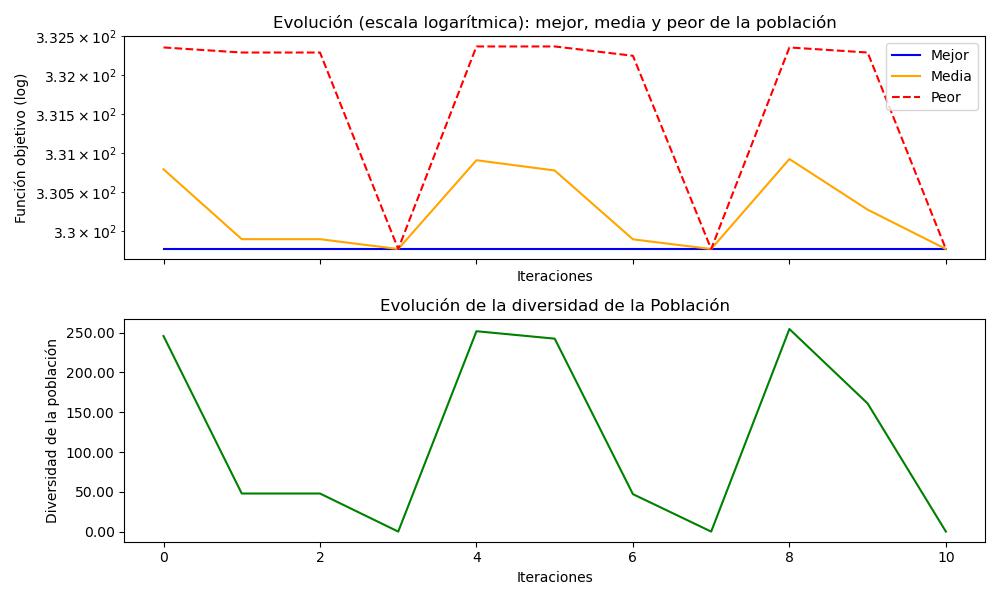 Evolución (escala logarítmica): mejor, media y peor de la población
3.325 × 10²
3.32 × 10²
3.315 × 10²
3.31 × 10²
3.305 × 10²
3.3 × 10²
Función objetivo (log)
Mejor
Media
Peor
Iteraciones
Evolución de la diversidad de la Población
250.00
200.00
150.00
100.00
50.00
0.00
Diversidad de la población
0 2 4 6 8 10
Iteraciones